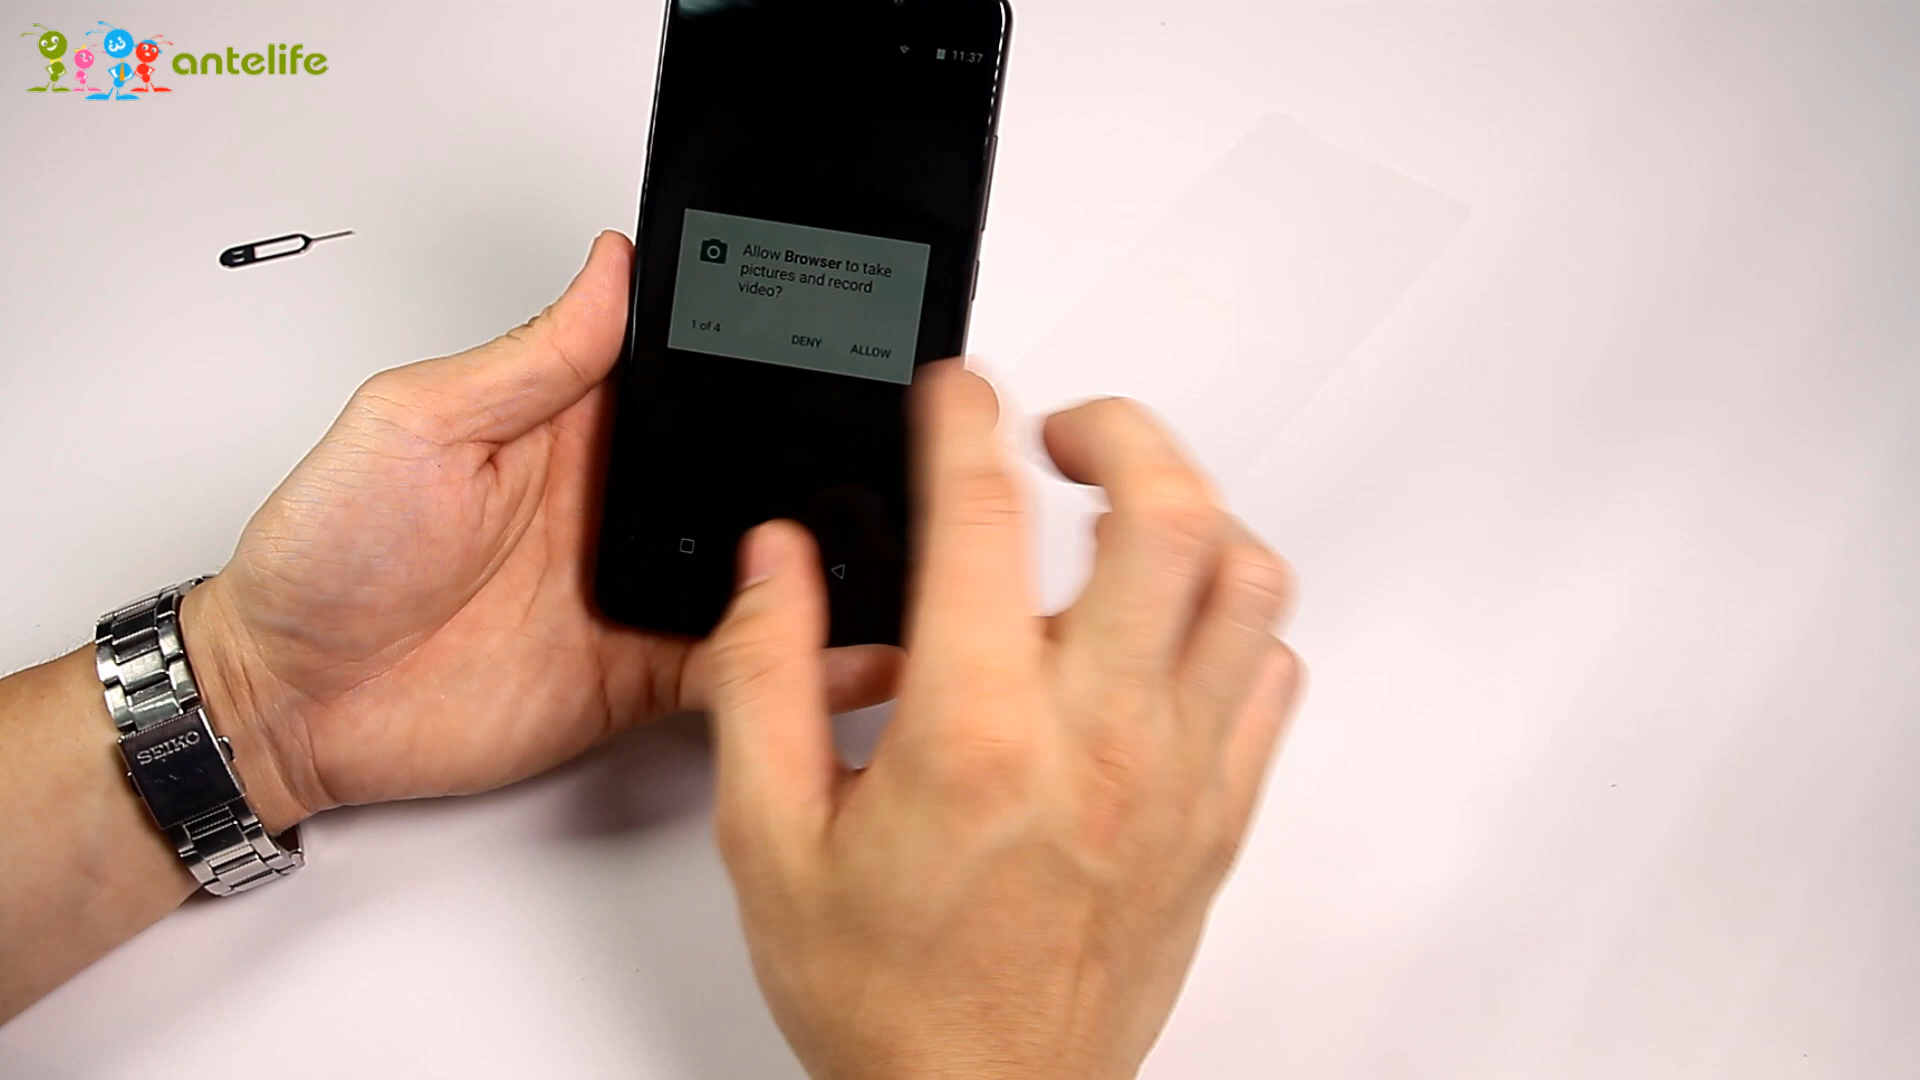 antelife
11:37
Allow Browser to take
pictures and record
video?
1 of 4
DENY ALLOW
SEIKO